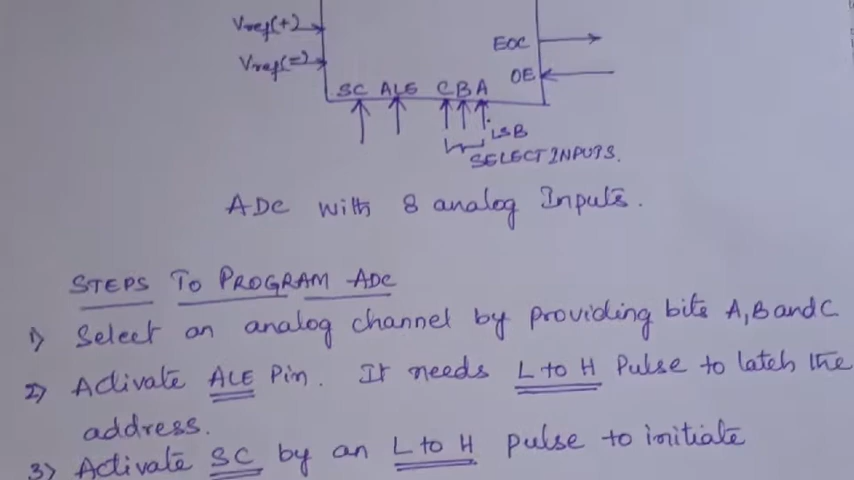 Vref(+)
EOC
Vref(-)
OE
SC ALE C B A
LSB
SELECT INPUTS.
ADC with 8 analog Inputs.
STEPS TO PROGRAM ADC
1) Select an analog channel by providing bits A, B and C
2) Activate ALE Pin. It needs L to H Pulse to latch the
address.
3) Activate SC by an L to H pulse to initiate